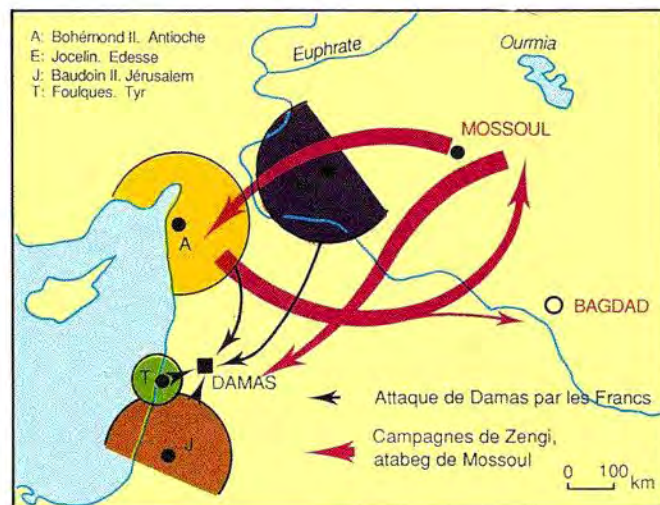 A: Bohémond II. Antioche
E: Jocelin. Edesse
J: Baudoin II. Jérusalem
T: Foulques. Tyr
Euphrate
Ourmia
MOSSOUL
A
BAGDAD
T
DAMAS
J
Attaque de Damas par les Francs
Campagnes de Zengi,
atabeg de Mossoul
0 100
km